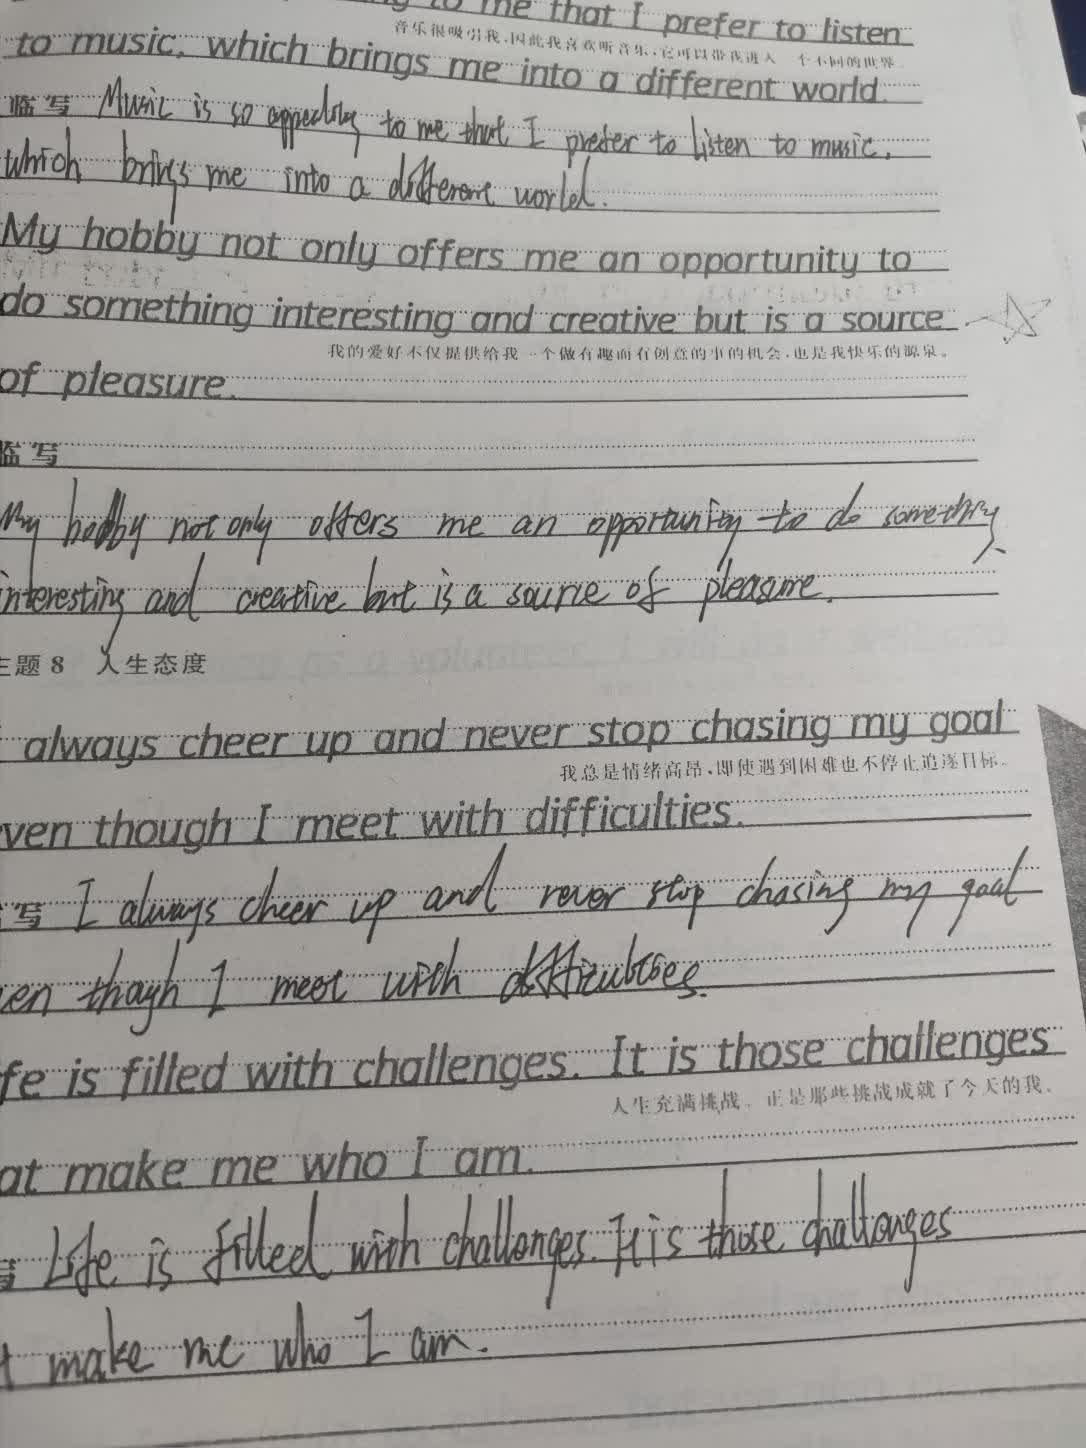 to me that I prefer to listen
音乐很吸引我,因此我喜欢听音乐,它可以带我进入一个不同的世界
to music, which brings me into a different world.
临写 Music is so appealing to me that I prefer to listen to music.
which brings me into a different world.
My hobby not only offers me an opportunity to
do something interesting and creative but is a source
我的爱好不仅提供给我一个做有趣而有创意的事的机会,也是我快乐的源泉。
of pleasure.
临写
My hobby not only offers me an opportunity to do something
interesting and creative but is a source of pleasure.
主题 8 人生态度
always cheer up and never stop chasing my goal
我总是情绪高昂,即使遇到困难也不停止追逐目标。
ven though I meet with difficulties.
写 I always cheer up and never stop chasing my goal
en though I meet with difficulties.
fe is filled with challenges. It is those challenges
人生充满挑战。正是那些挑战成就了今天的我。
at make me who I am.
写 Life is filled with challenges. It is those challenges
t make me who I am.